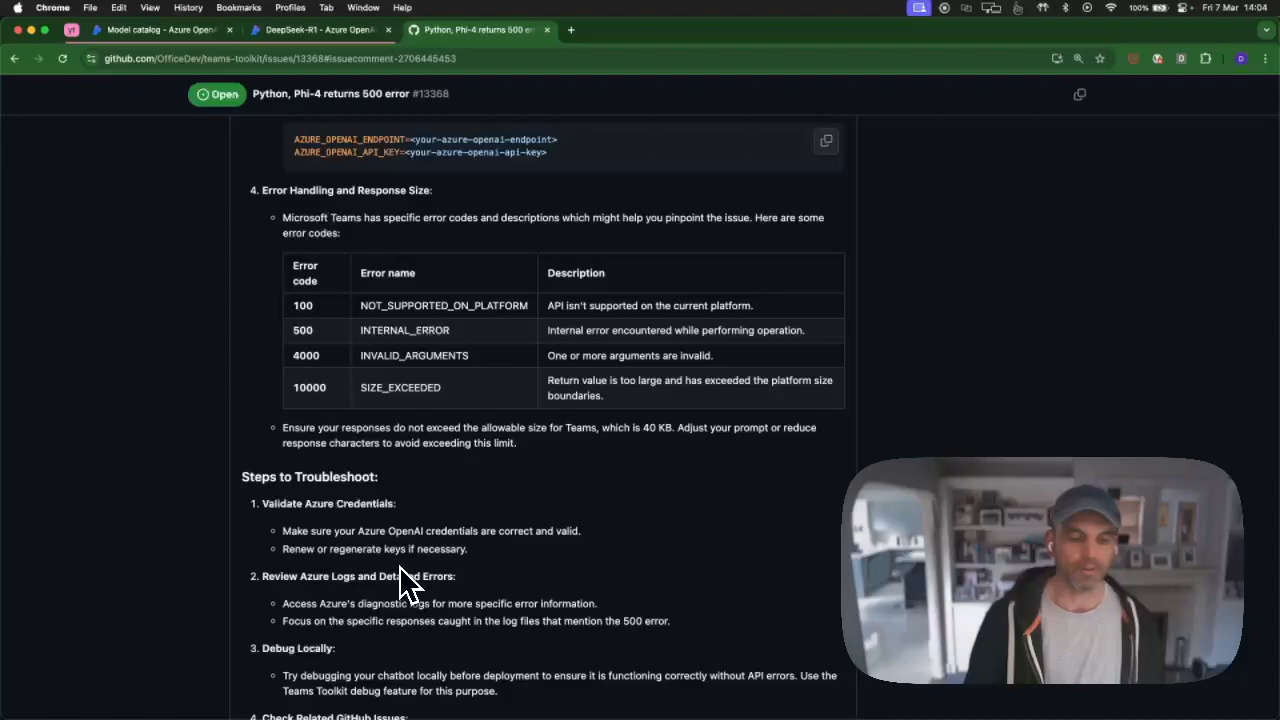 Chrome File Edit View History Bookmarks Profiles Tab Window Help 100% Fri 7 Mar 14:04
yt Model catalog - Azure OpenA DeepSeek-R1 - Azure OpenA Python, Phi-4 returns 500 err
github.com/OfficeDev/teams-toolkit/issues/13368#issuecomment-2706445453
Open Python, Phi-4 returns 500 error #13368
AZURE_OPENAI_ENDPOINT=<your-azure-openai-endpoint>
AZURE_OPENAI_API_KEY=<your-azure-openai-api-key>
4. Error Handling and Response Size:
Microsoft Teams has specific error codes and descriptions which might help you pinpoint the issue. Here are some
error codes:
Error code Error name Description
100 NOT_SUPPORTED_ON_PLATFORM API isn't supported on the current platform.
500 INTERNAL_ERROR Internal error encountered while performing operation.
4000 INVALID_ARGUMENTS One or more arguments are invalid.
10000 SIZE_EXCEEDED Return value is too large and has exceeded the platform size
boundaries.
Ensure your responses do not exceed the allowable size for Teams, which is 40 KB. Adjust your prompt or reduce
response characters to avoid exceeding this limit.
Steps to Troubleshoot:
1. Validate Azure Credentials:
Make sure your Azure OpenAI credentials are correct and valid.
Renew or regenerate keys if necessary.
2. Review Azure Logs and Detailed Errors:
Access Azure's diagnostic logs for more specific error information.
Focus on the specific responses caught in the log files that mention the 500 error.
3. Debug Locally:
Try debugging your chatbot locally before deployment to ensure it is functioning correctly without API errors. Use the
Teams Toolkit debug feature for this purpose.
4. Check Related GitHub Issues: